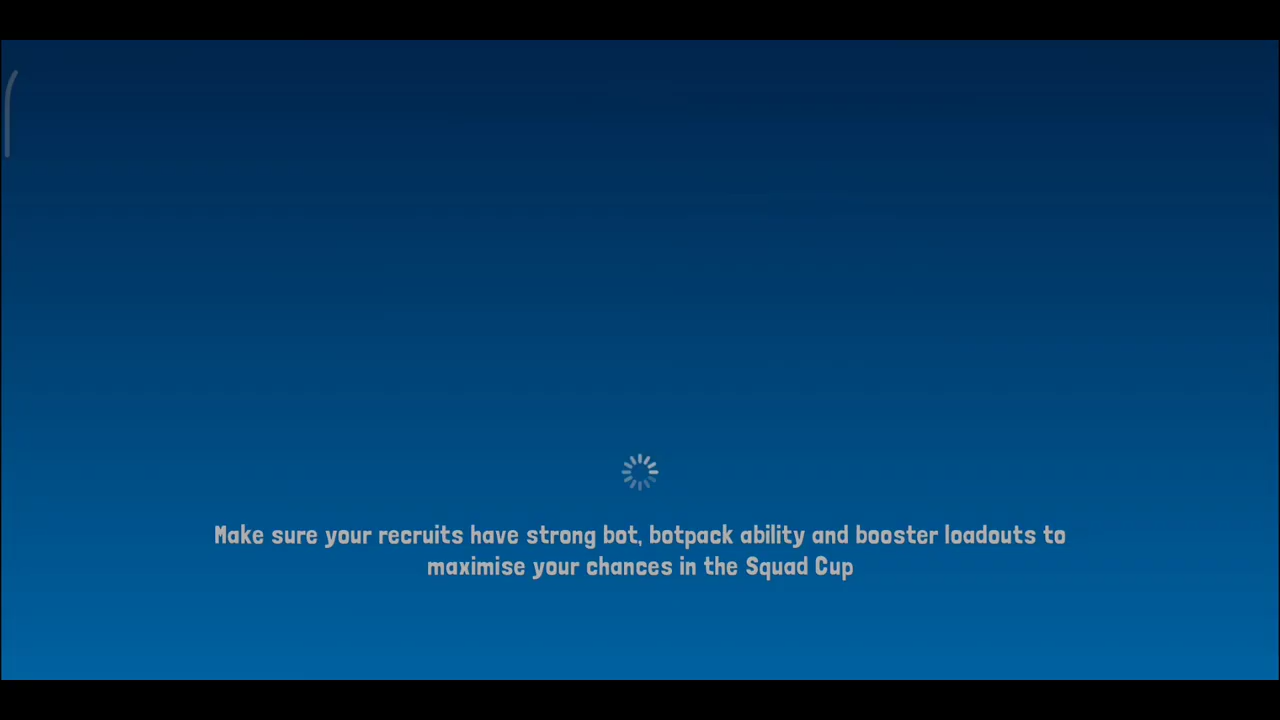 Make sure your recruits have strong bot, botpack ability and booster loadouts to
maximise your chances in the Squad Cup